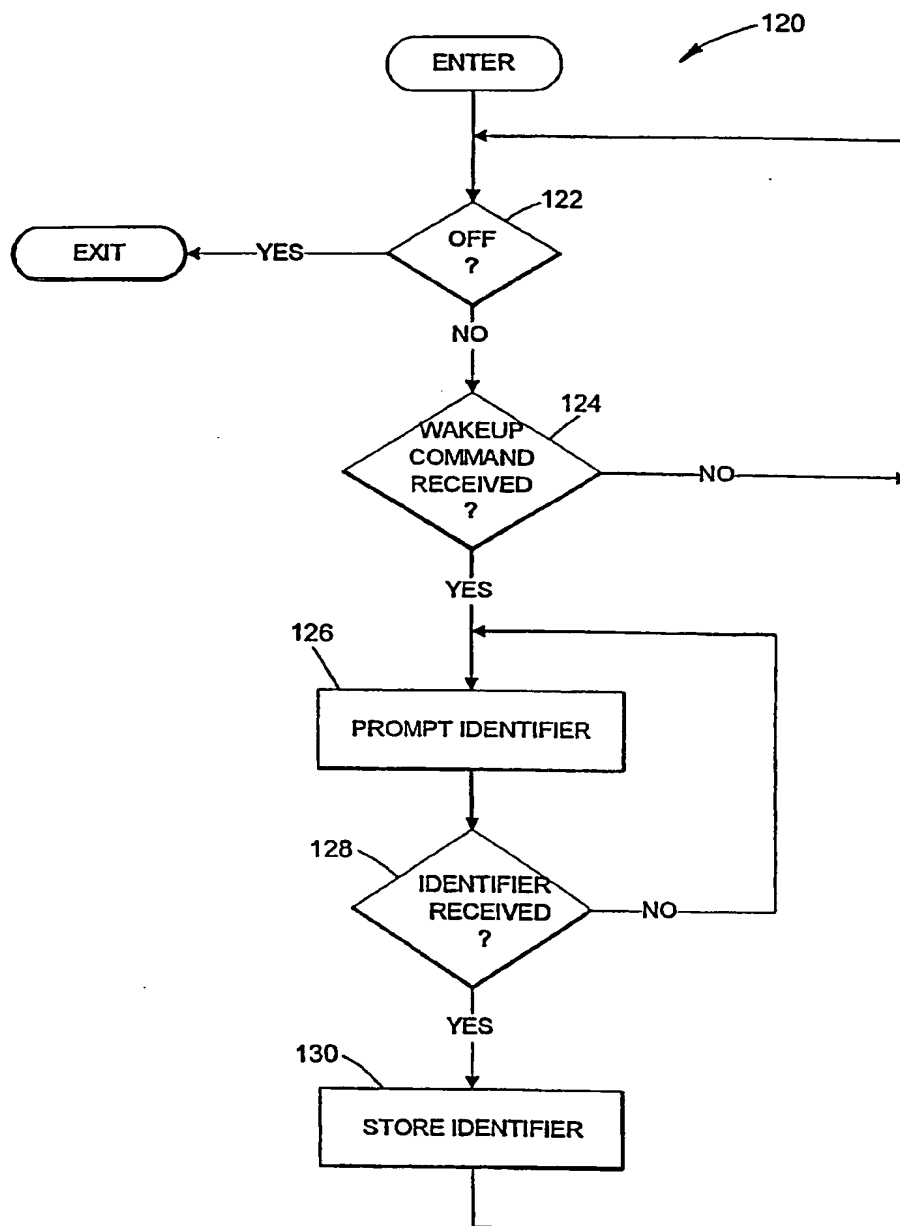 120
ENTER
122
OFF
?
EXIT
YES
NO
124
WAKEUP
COMMAND
RECEIVED
?
NO
YES
126
PROMPT IDENTIFIER
128
IDENTIFIER
RECEIVED
?
NO
YES
130
STORE IDENTIFIER